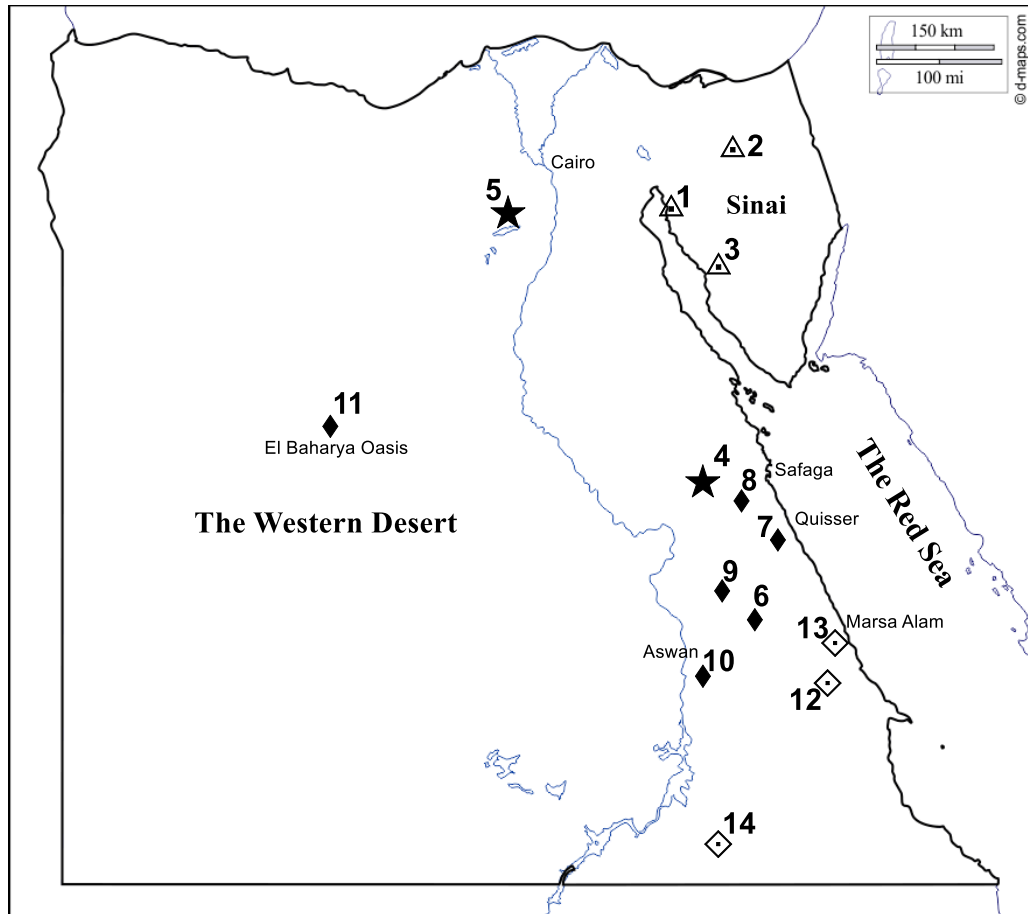 150 km
100 mi
© d-maps.com
2
Cairo
5
1
Sinai
3
11
El Baharya Oasis
4
Safaga
8
The Red Sea
The Western Desert
Quisser
7
9
6
13
Marsa Alam
Aswan
10
12
14